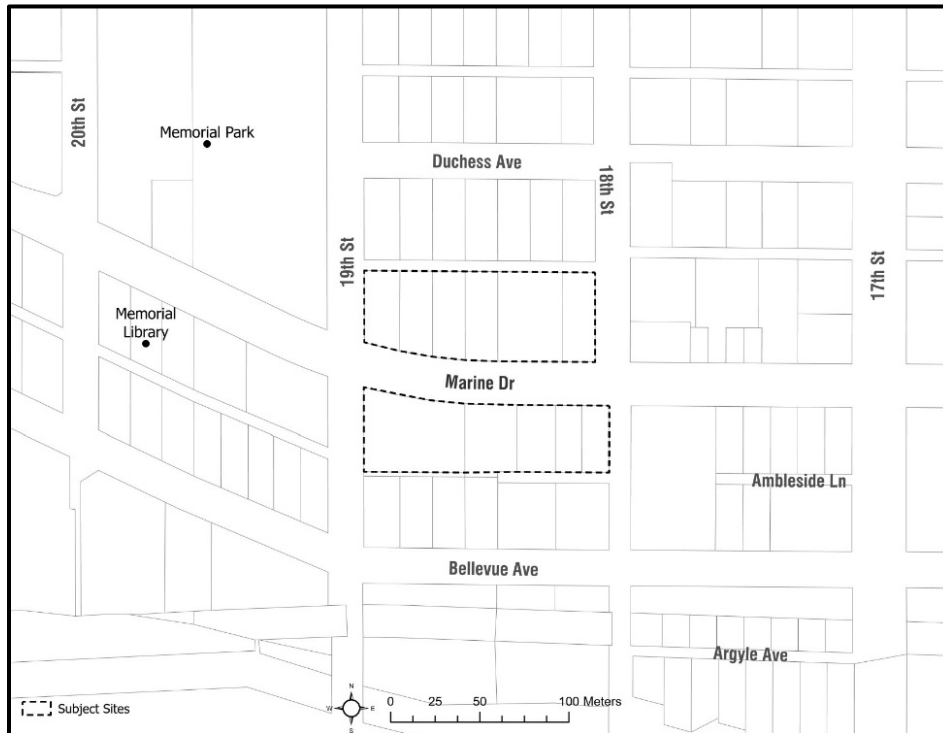 20th St
Memorial Park
Duchess Ave
18th St
19th St
17th St
Memorial
Library
Marine Dr
Ambleside Ln
Bellevue Ave
Argyle Ave
Subject Sites
N
W
E
S
0 25 50 100 Meters